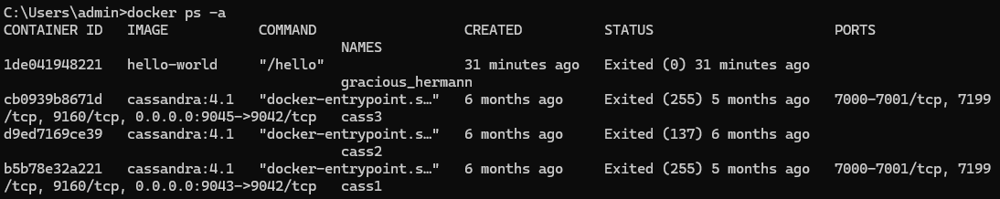 C:\Users\admin>docker ps -a
CONTAINER ID   IMAGE           COMMAND                  CREATED          STATUS                        PORTS
                                         NAMES
1de041948221   hello-world     "/hello"                 31 minutes ago   Exited (0) 31 minutes ago
                                         gracious_hermann
cb0939b8671d   cassandra:4.1   "docker-entrypoint.s…"   6 months ago     Exited (255) 5 months ago     7000-7001/tcp, 7199
/tcp, 9160/tcp, 0.0.0.0:9045->9042/tcp   cass3
d9ed7169ce39   cassandra:4.1   "docker-entrypoint.s…"   6 months ago     Exited (137) 6 months ago
                                         cass2
b5b78e32a221   cassandra:4.1   "docker-entrypoint.s…"   6 months ago     Exited (255) 5 months ago     7000-7001/tcp, 7199
/tcp, 9160/tcp, 0.0.0.0:9043->9042/tcp   cass1